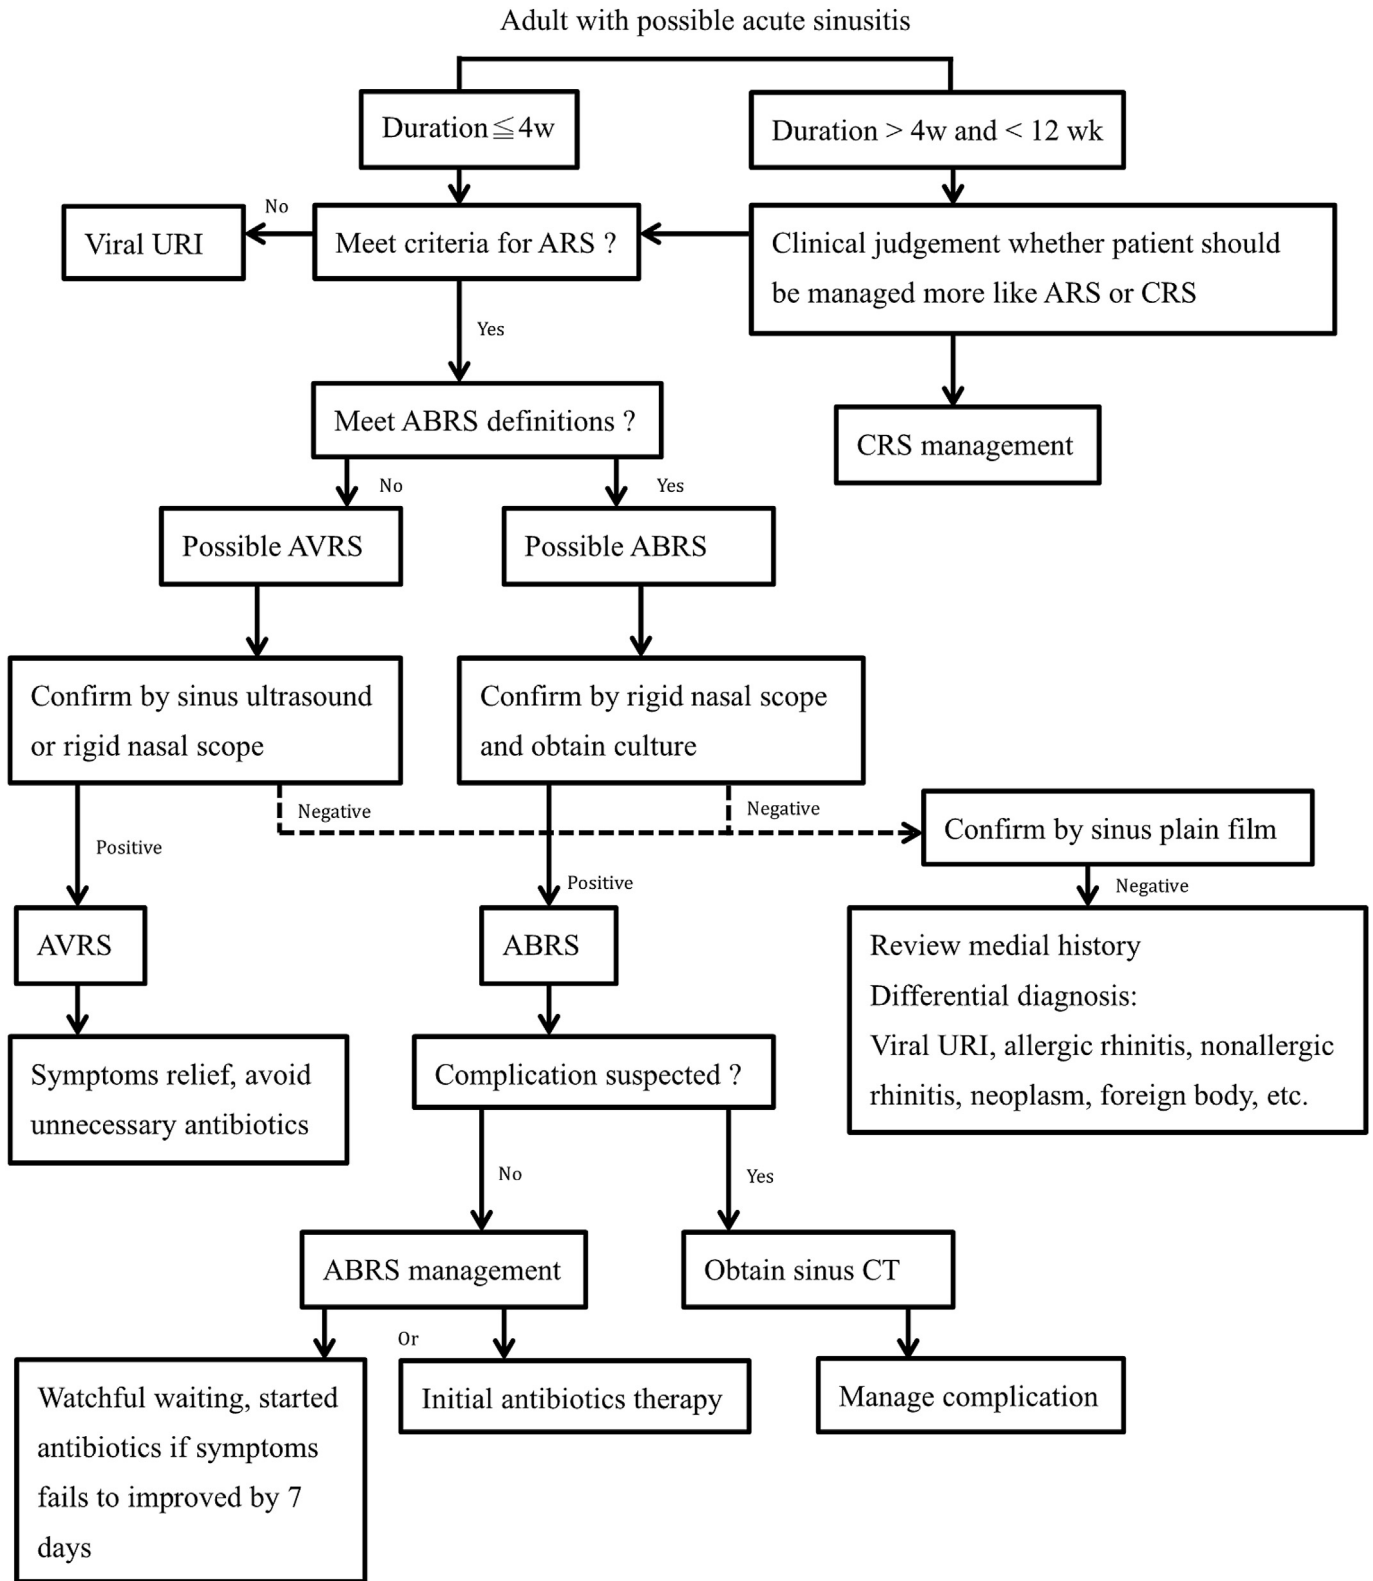 Adult with possible acute sinusitis
Duration≦4w
Duration > 4w and < 12 wk
No
Viral URI
Meet criteria for ARS ?
Clinical judgement whether patient should
be managed more like ARS or CRS
Yes
Meet ABRS definitions ?
CRS management
No
Yes
Possible AVRS
Possible ABRS
Confirm by sinus ultrasound
or rigid nasal scope
Confirm by rigid nasal scope
and obtain culture
Negative
Negative
Confirm by sinus plain film
Positive
Positive
Negative
AVRS
ABRS
Review medial history
Differential diagnosis:
Viral URI, allergic rhinitis, nonallergic
rhinitis, neoplasm, foreign body, etc.
Symptoms relief, avoid
unnecessary antibiotics
Complication suspected ?
No
Yes
ABRS management
Obtain sinus CT
Or
Watchful waiting, started
antibiotics if symptoms
fails to improved by 7
days
Initial antibiotics therapy
Manage complication